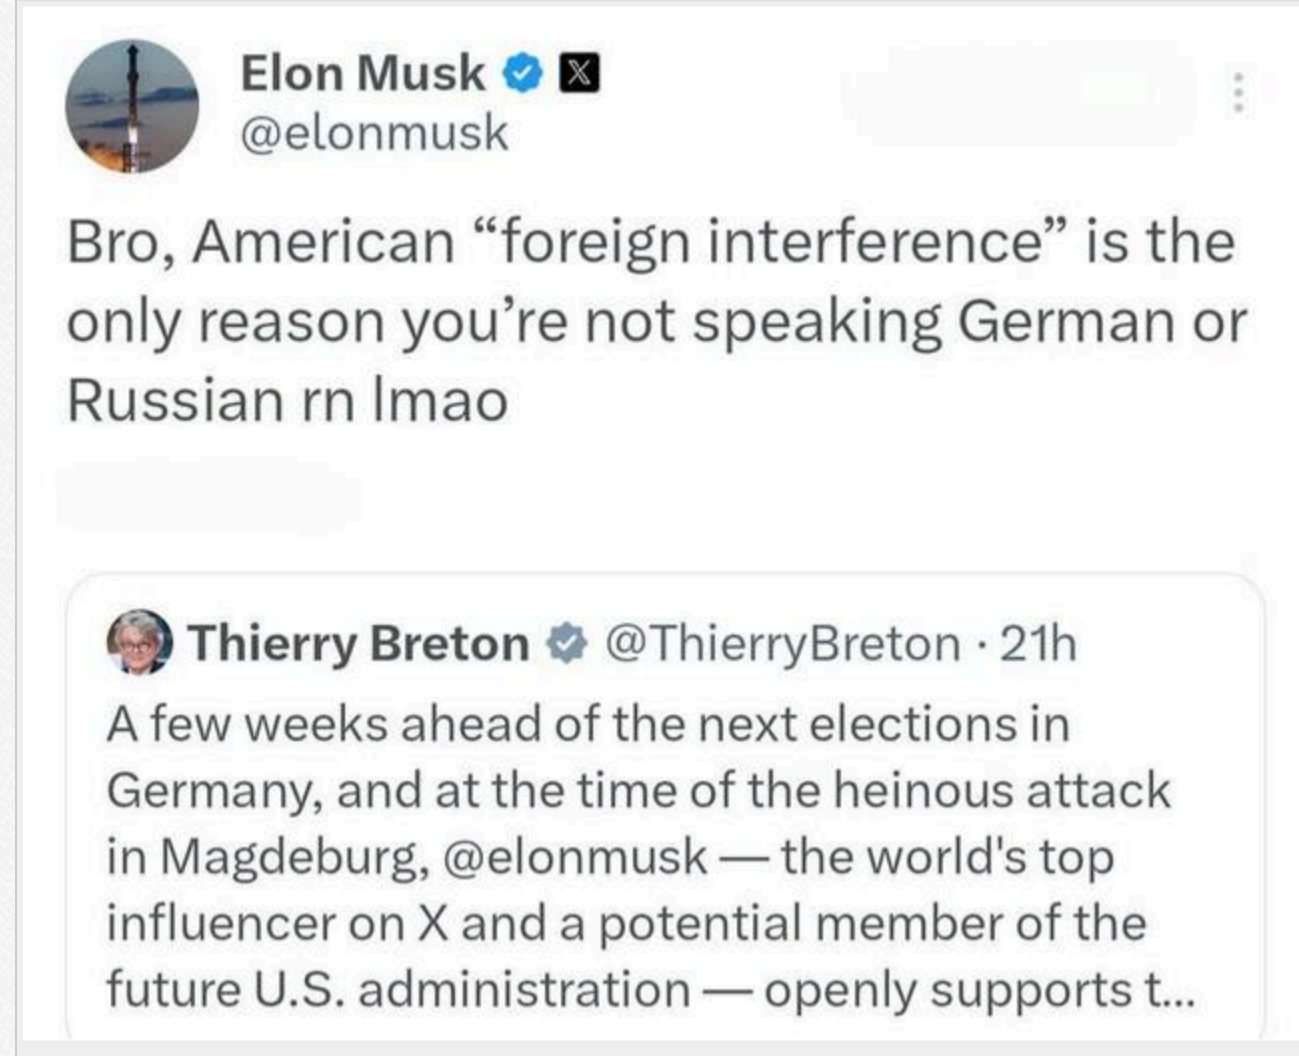 Elon Musk
@elonmusk
Bro, American “foreign interference” is the
only reason you’re not speaking German or
Russian rn lmao
Thierry Breton @ThierryBreton · 21h
A few weeks ahead of the next elections in
Germany, and at the time of the heinous attack
in Magdeburg, @elonmusk — the world's top
influencer on X and a potential member of the
future U.S. administration — openly supports t...